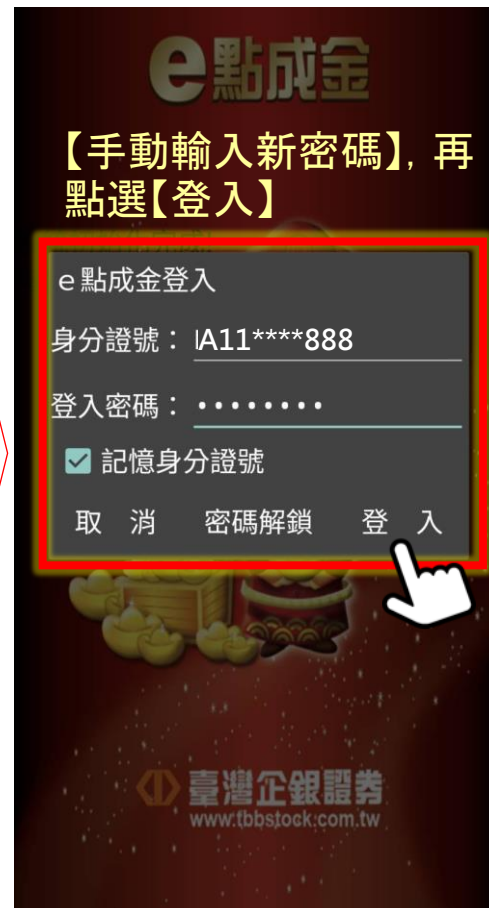 e點成金
【手動輸入新密碼】, 再
點選【登入】
e點成金登入
身分證號： A11****888
登入密碼： ••••••••
記憶身分證號
取 消 密碼解鎖 登 入
臺灣企銀證券
www.tbbstock.com.tw